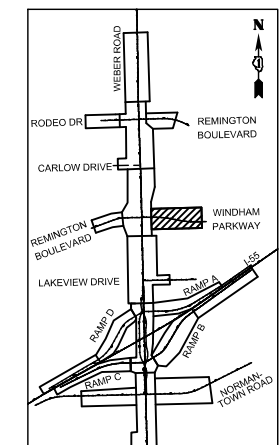 WEBER ROAD
N
RODEO DR
REMINGTON
BOULEVARD
CARLOW DRIVE
REMINGTON
BOULEVARD
WINDHAM
PARKWAY
I-55
LAKEVIEW DRIVE
RAMP A
RAMP D
RAMP B
RAMP C
NORMAN-
TOWN ROAD